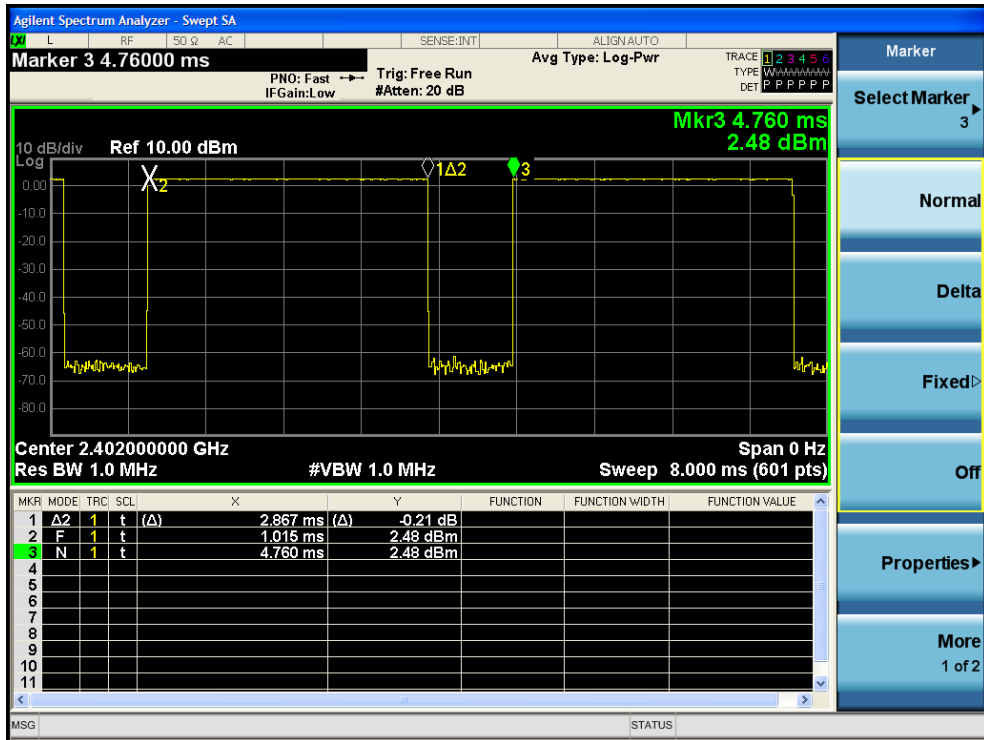 Agilent Spectrum Analyzer - Swept SA
LXI L RF 50 Ω AC SENSE:INT ALIGN AUTO
Marker 3 4.76000 ms
PNO: Fast
IFGain:Low
Trig: Free Run
#Atten: 20 dB
Avg Type: Log-Pwr
TRACE 1 2 3 4 5 6
TYPE W
DET P P P P P P
Mkr3 4.760 ms
2.48 dBm
10 dB/div Ref 10.00 dBm
Log
0.00
-10.0
-20.0
-30.0
-40.0
-50.0
-60.0
-70.0
-80.0
X2
1Δ2
3
Center 2.402000000 GHz Span 0 Hz
Res BW 1.0 MHz #VBW 1.0 MHz Sweep 8.000 ms (601 pts)
MKR MODE TRC SCL X Y FUNCTION FUNCTION WIDTH FUNCTION VALUE
1 Δ2 1 t (Δ) 2.867 ms (Δ) -0.21 dB
2 F 1 t 1.015 ms 2.48 dBm
3 N 1 t 4.760 ms 2.48 dBm
4
5
6
7
8
9
10
11
MSG STATUS
Marker
Select Marker
3
Normal
Delta
Fixed
Off
Properties
More
1 of 2